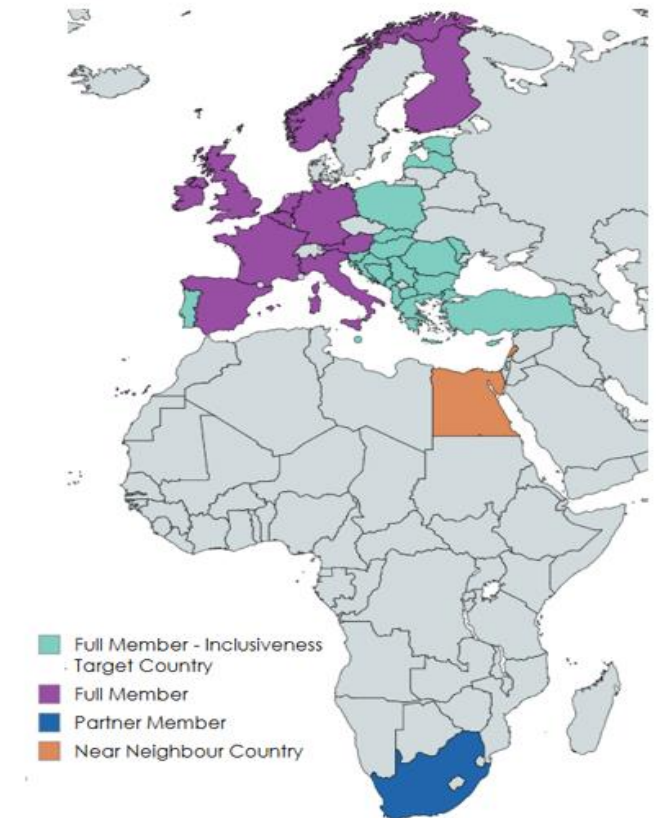 Full Member - Inclusiveness
Target Country
Full Member
Partner Member
Near Neighbour Country